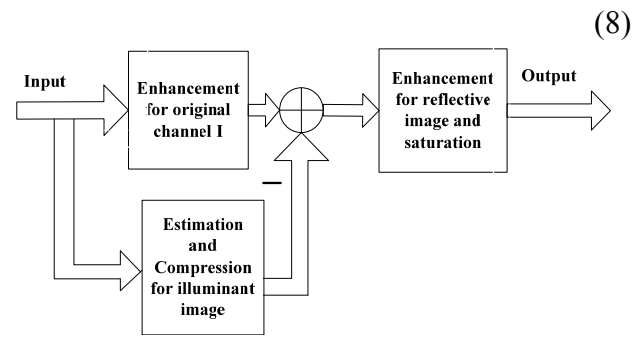 (8)
Input
Enhancement
for original
channel I
Enhancement
for reflective
image and
saturation
Output
−
Estimation
and
Compression
for illuminant
image